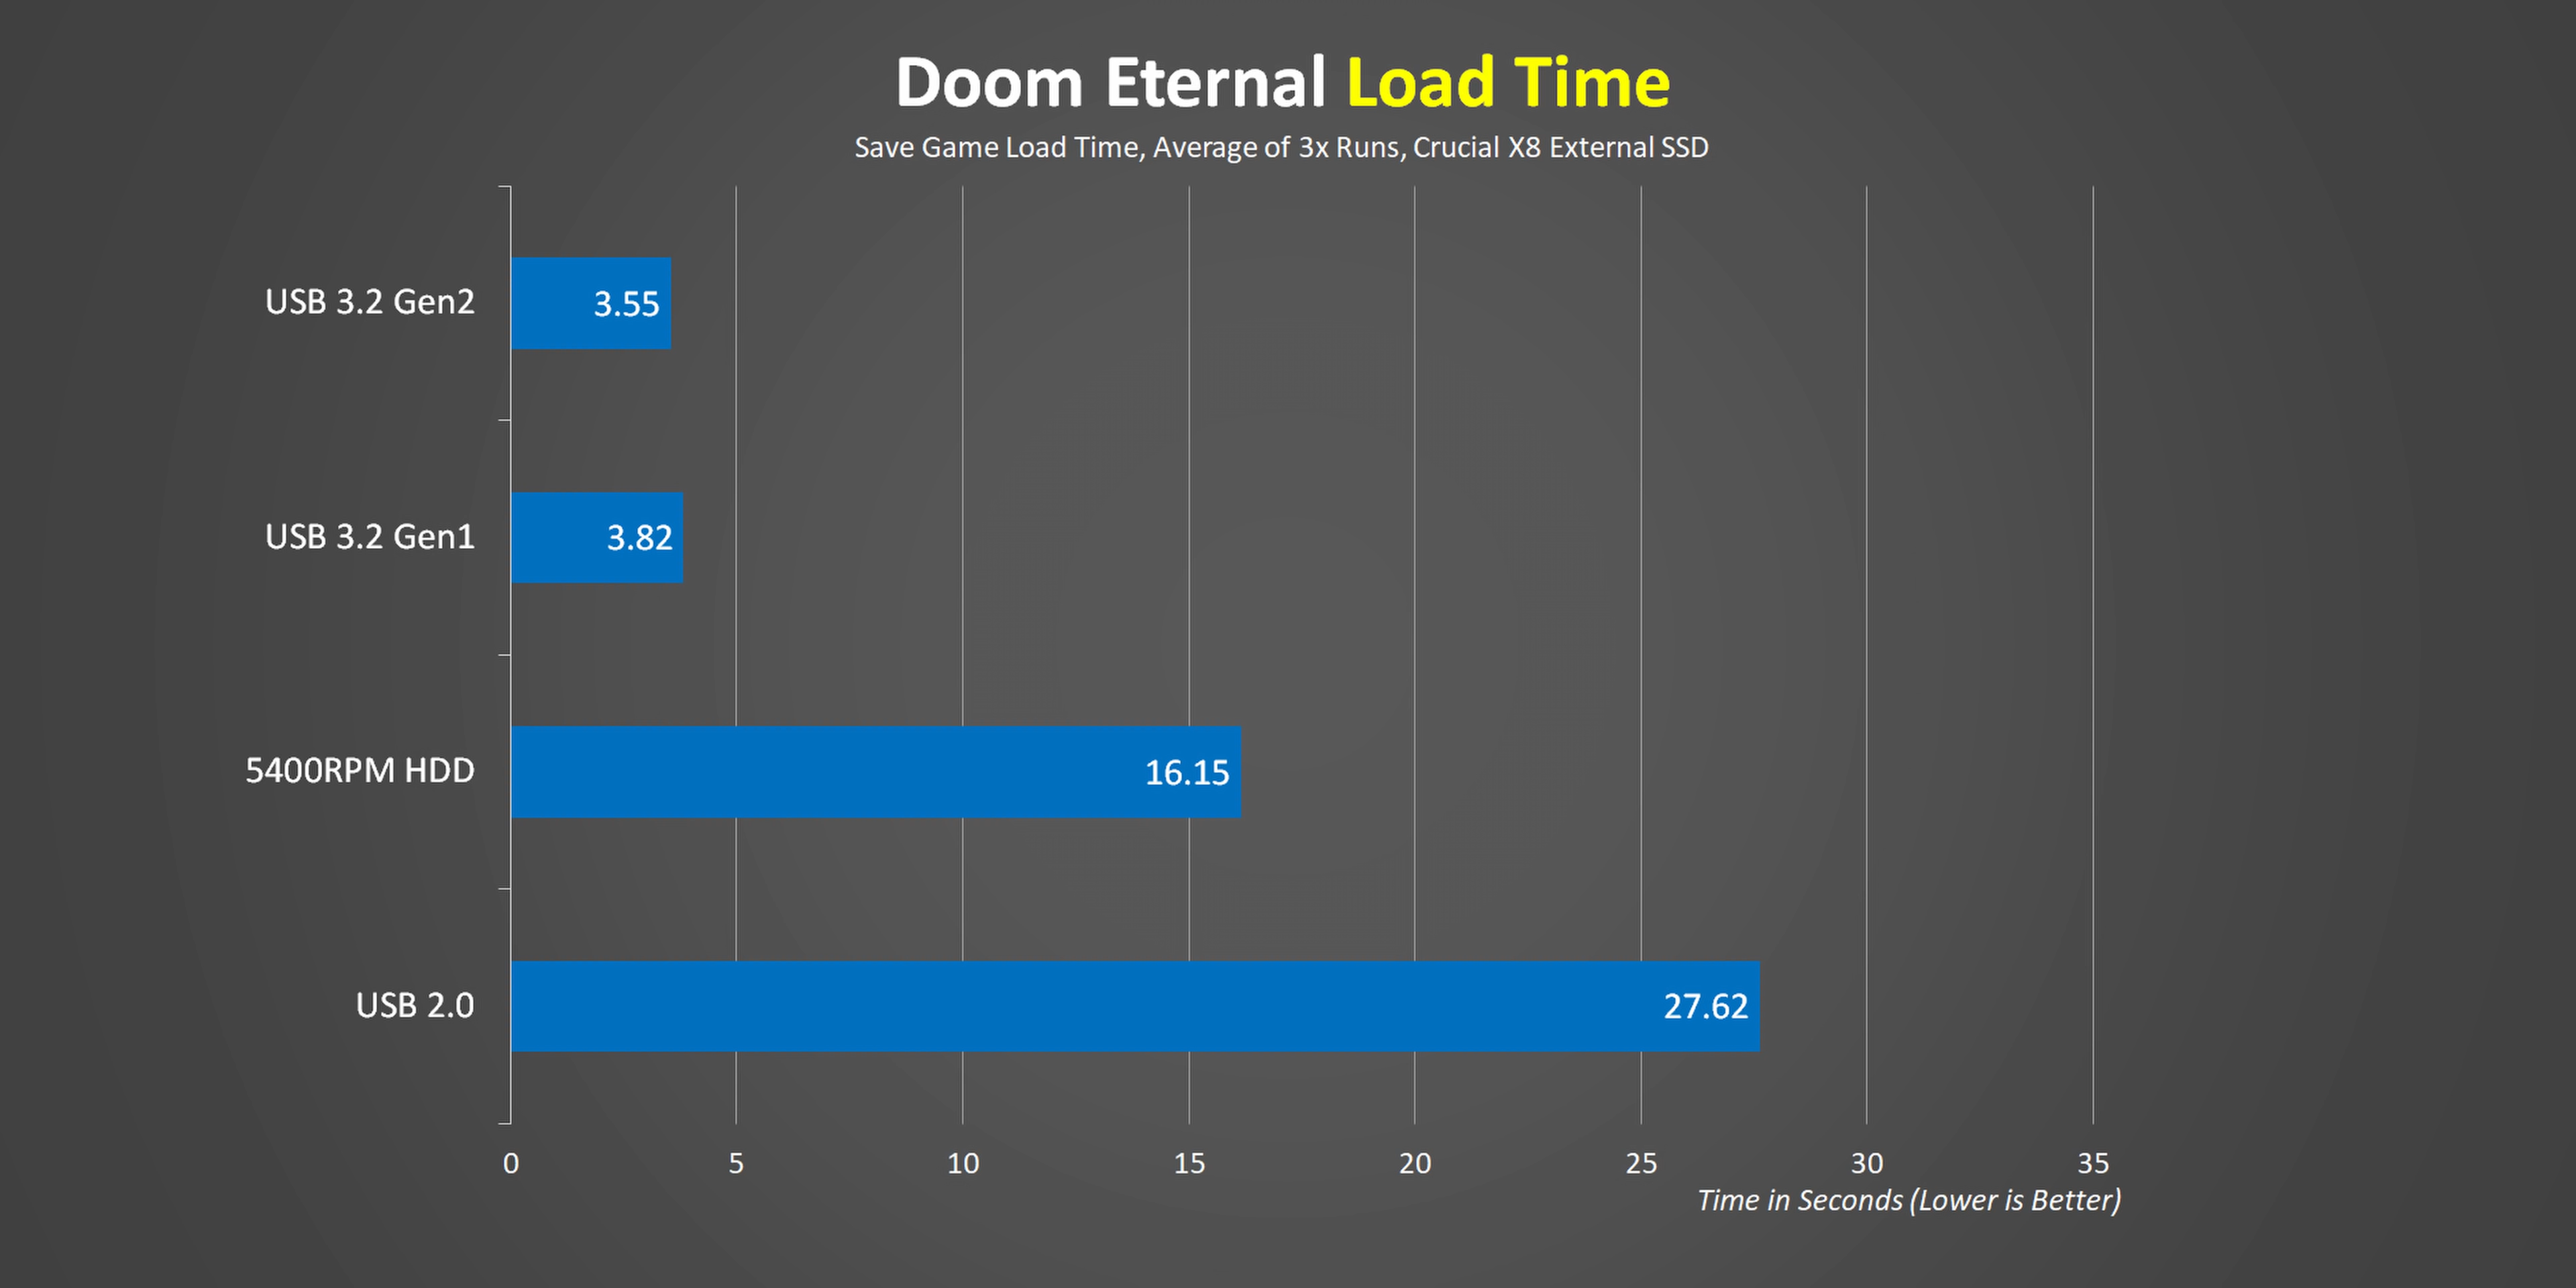 Doom Eternal Load Time
Save Game Load Time, Average of 3x Runs, Crucial X8 External SSD
USB 3.2 Gen2
3.55
USB 3.2 Gen1
3.82
5400RPM HDD
16.15
USB 2.0
27.62
0 5 10 15 20 25 30 35
Time in Seconds (Lower is Better)